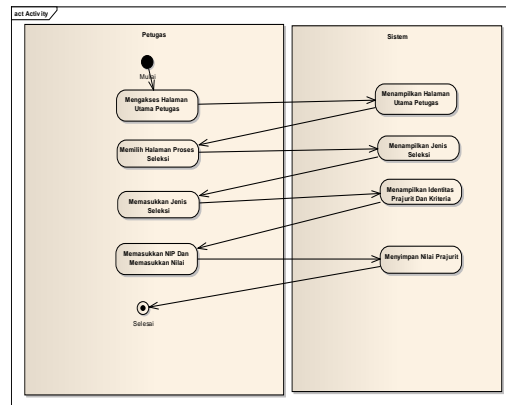 act Activity
Petugas
Sistem
Mulai
Mengakses Halaman
Utama Petugas
Menampilkan Halaman
Utama Petugas
Memilih Halaman Proses
Seleksi
Menampilkan Jenis
Seleksi
Memasukkan Jenis
Seleksi
Menampilkan Identitas
Prajurit Dan Kriteria
Memasukkan NIP Dan
Memasukkan Nilai
Menyimpan Nilai Prajurit
Selesai